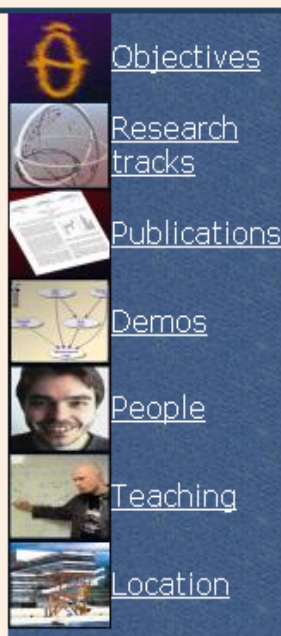 Objectives
Research
tracks
Publications
Demos
People
Teaching
Location